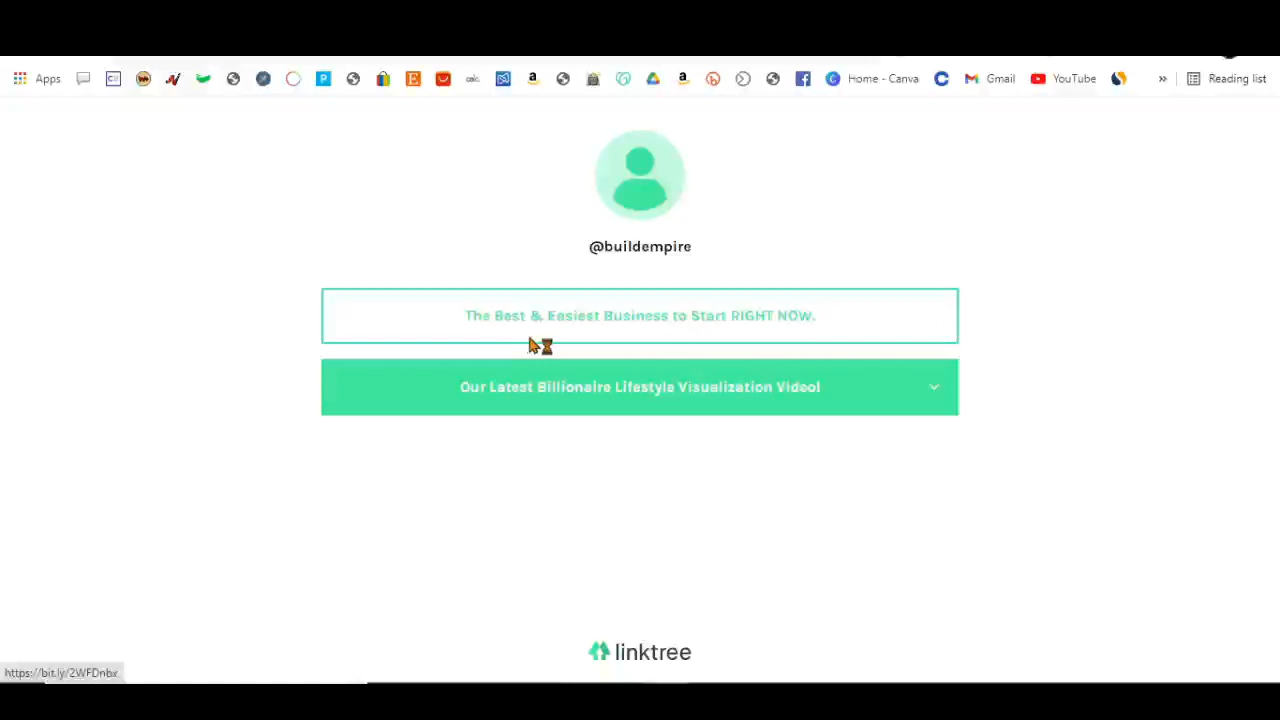 Apps Home - Canva Gmail YouTube » Reading list
@buildempire
The Best & Easiest Business to Start RIGHT NOW.
Our Latest Billionaire Lifestyle Visualization Video!
linktree
https://bit.ly/2WFDnbx